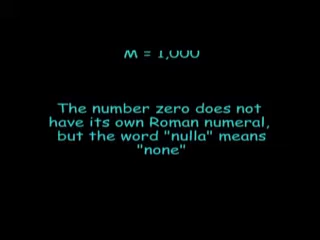 M = 1,000
The number zero does not
have its own Roman numeral,
but the word "nulla" means
"none"